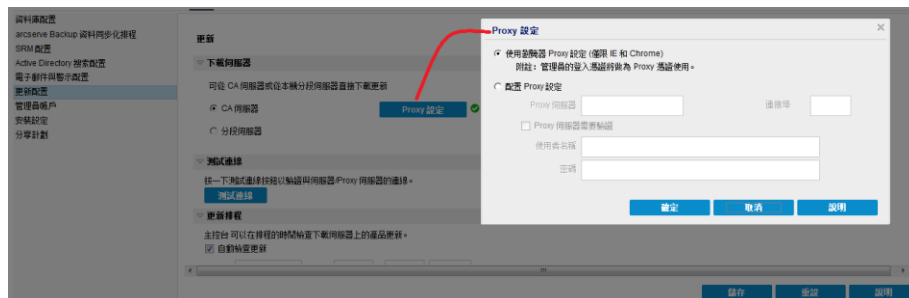 資料庫配置
arcserve Backup 資料同步化排程
SRM 配置
Active Directory 搜索配置
電子郵件與警示配置
更新配置
管理員帳戶
安裝設定
分享計劃
更新
下載伺服器
可從 CA 伺服器或從本機分段伺服器直接下載更新
CA 伺服器
Proxy 設定
分段伺服器
測試連線
按一下測試連線按鈕以驗證與伺服器/Proxy 伺服器的連線。
測試連線
更新排程
主控台 可以在排程的時間檢查下載伺服器上的產品更新。
自動檢查更新
儲存
重設
說明
Proxy 設定
使用瀏覽器 Proxy 設定 (僅限 IE 和 Chrome)
附註: 管理員的登入憑證將做為 Proxy 憑證使用。
配置 Proxy 設定
Proxy 伺服器
連接埠
Proxy 伺服器需要驗證
使用者名稱
密碼
確定
取消
說明